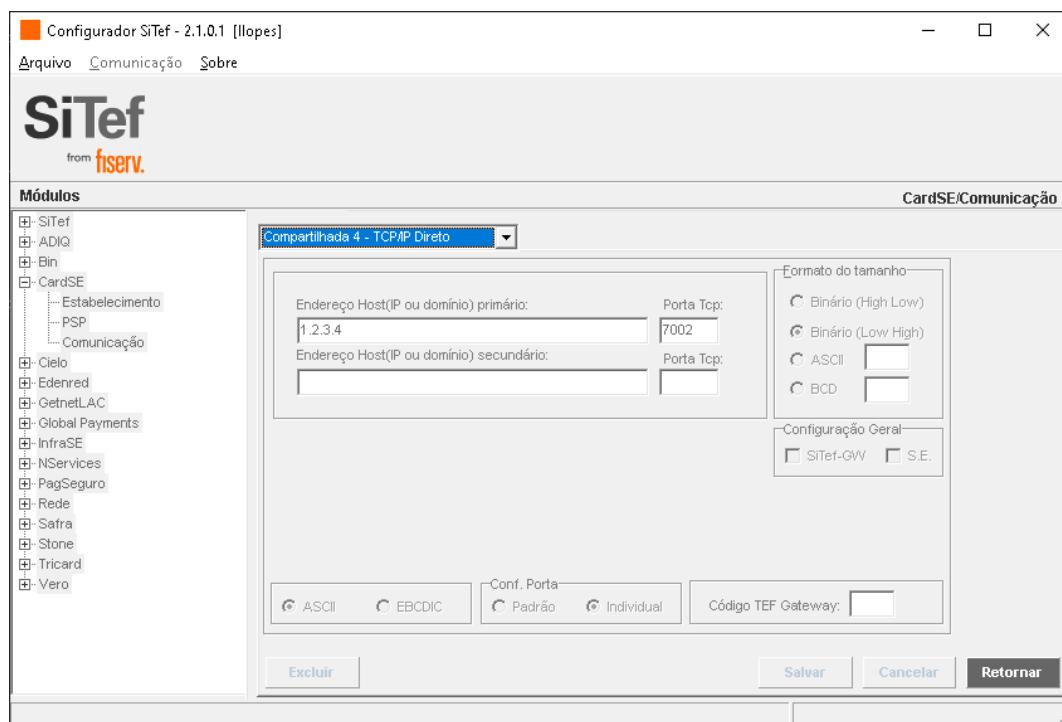 Configurador SiTef - 2.1.0.1 [llopes]
Arquivo Comunicação Sobre
SiTef
from fiserv.
Módulos
CardSE/Comunicação
SiTef
ADIQ
Bin
CardSE
Estabelecimento
PSP
Comunicação
Cielo
Edenred
GetnetLAC
Global Payments
InfraSE
NServices
PagSeguro
Rede
Safra
Stone
Tricard
Vero
Compartilhada 4 - TCP/IP Direto
Endereço Host(IP ou domínio) primário: Porta Tcp:
1.2.3.4 7002
Endereço Host(IP ou domínio) secundário: Porta Tcp:
Formato do tamanho
Binário (High Low)
Binário (Low High)
ASCII
BCD
Configuração Geral
SiTef-GW S.E.
ASCII EBCDIC
Conf. Porta
Padrão Individual
Código TEF Gateway:
Excluir Salvar Cancelar Retornar